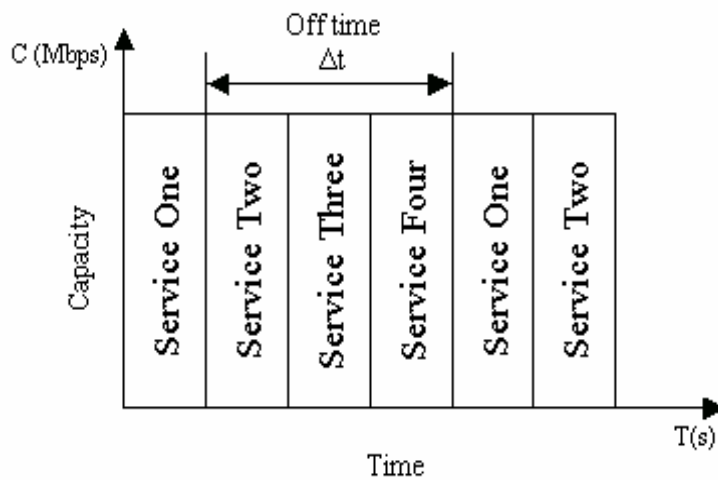 Off time
C (Mbps)
Δt
Capacity
Service One
Service Two
Service Three
Service Four
Service One
Service Two
T(s)
Time